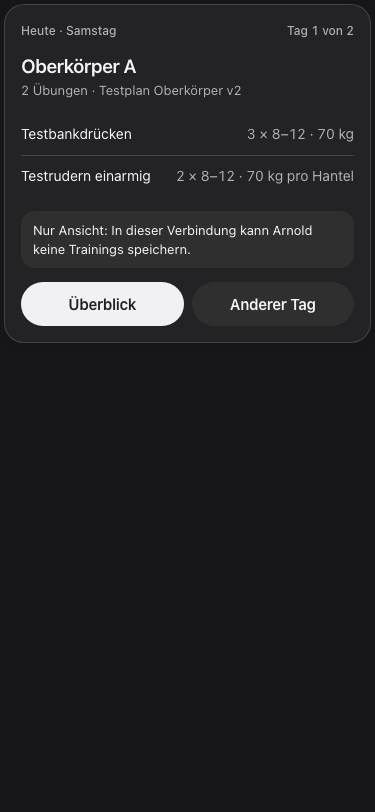 Heute · Samstag
Tag 1 von 2
Oberkörper A
2 Übungen · Testplan Oberkörper v2
Testbankdrücken
3 × 8–12 · 70 kg
Testrudern einarmig
2 × 8–12 · 70 kg pro Hantel
Nur Ansicht: In dieser Verbindung kann Arnold
keine Trainings speichern.
Überblick
Anderer Tag